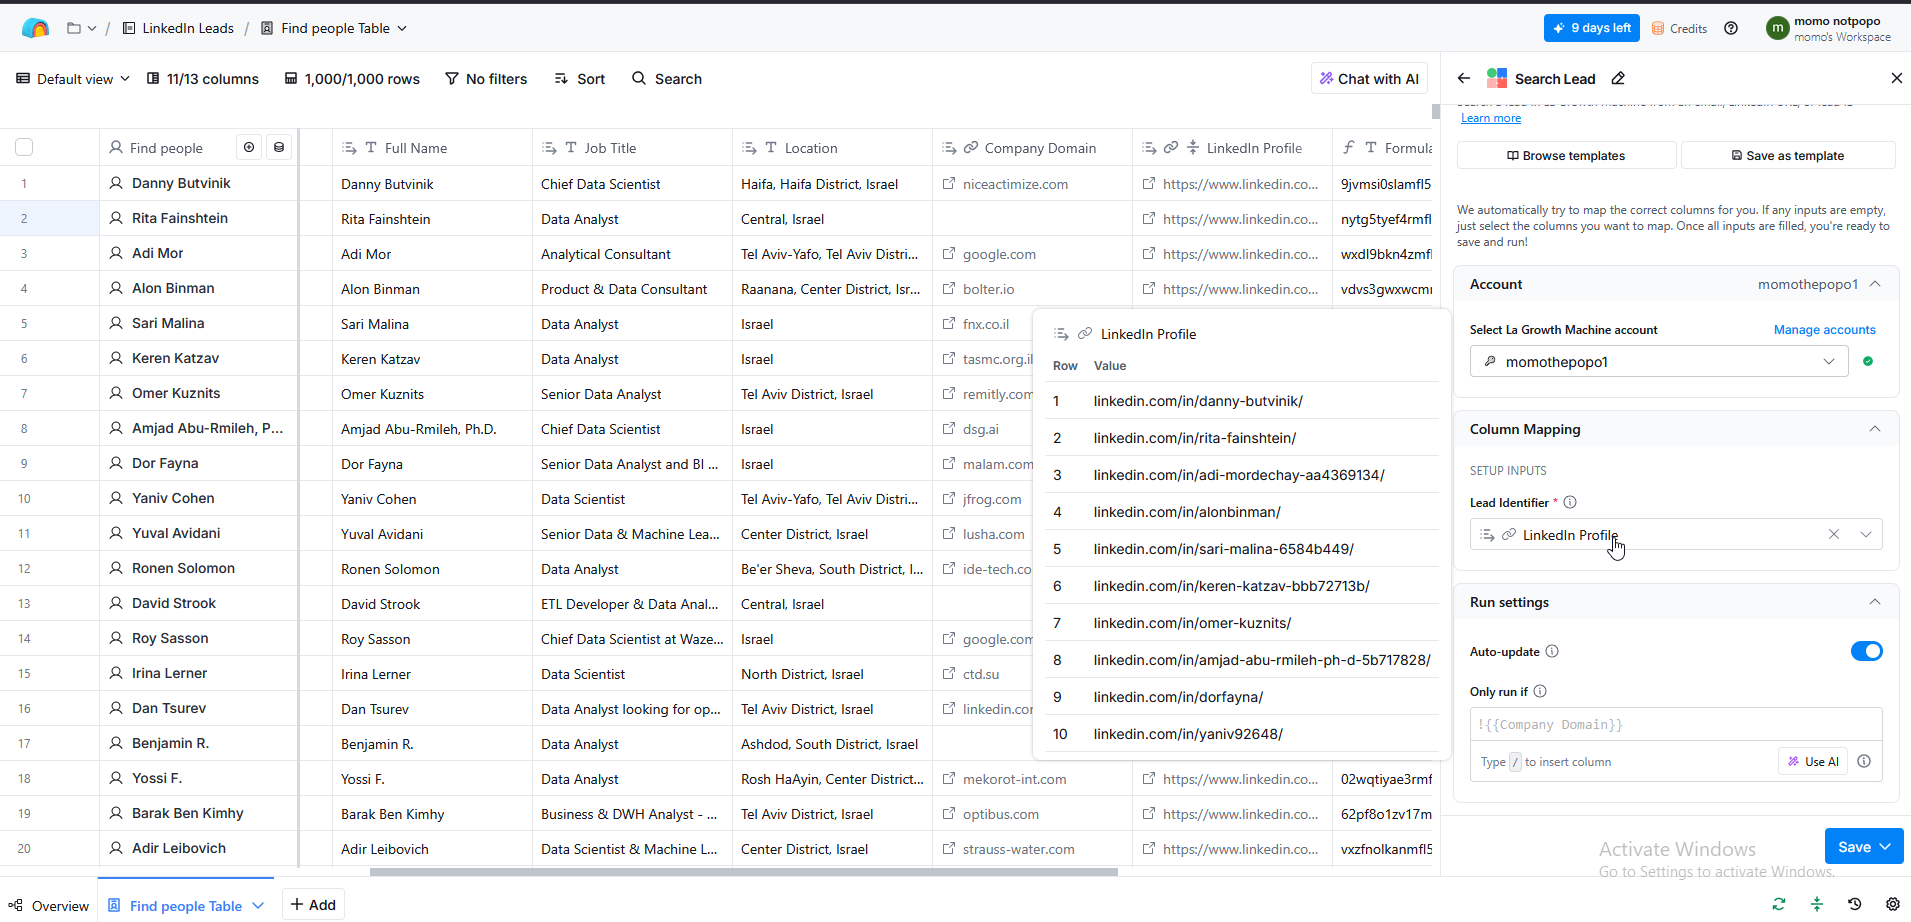 / LinkedIn Leads / Find people Table
9 days left Credits m momo notpopo
momo's Workspace
Default view 11/13 columns 1,000/1,000 rows No filters Sort Search Chat with AI
Find people Full Name Job Title Location Company Domain LinkedIn Profile Formula
1 Danny Butvinik Danny Butvinik Chief Data Scientist Haifa, Haifa District, Israel niceactimize.com https://www.linkedin.co... 9jvmsi0slamfl5
2 Rita Fainshtein Rita Fainshtein Data Analyst Central, Israel https://www.linkedin.co... nytg5tyef4rmfl
3 Adi Mor Adi Mor Analytical Consultant Tel Aviv-Yafo, Tel Aviv Distri... google.com https://www.linkedin.co... wxdl9bkn4zmfl
4 Alon Binman Alon Binman Product & Data Consultant Raanana, Center District, Isr... bolter.io https://www.linkedin.co... vdvs3gwxwcm
5 Sari Malina Sari Malina Data Analyst Israel fnx.co.il
6 Keren Katzav Keren Katzav Data Analyst Israel tasmc.org.il
7 Omer Kuznits Omer Kuznits Senior Data Analyst Tel Aviv District, Israel remitly.com
8 Amjad Abu-Rmileh, P... Amjad Abu-Rmileh, Ph.D. Chief Data Scientist Israel dsg.ai
9 Dor Fayna Dor Fayna Senior Data Analyst and BI ... Israel malam.com
10 Yaniv Cohen Yaniv Cohen Data Scientist Tel Aviv-Yafo, Tel Aviv Distri... jfrog.com
11 Yuval Avidani Yuval Avidani Senior Data & Machine Lea... Center District, Israel lusha.com
12 Ronen Solomon Ronen Solomon Data Analyst Be'er Sheva, South District, I... ide-tech.co
13 David Strook David Strook ETL Developer & Data Anal... Central, Israel
14 Roy Sasson Roy Sasson Chief Data Scientist at Waze... Israel google.com
15 Irina Lerner Irina Lerner Data Scientist North District, Israel ctd.su
16 Dan Tsurev Dan Tsurev Data Analyst looking for op... Tel Aviv District, Israel linkedin.co
17 Benjamin R. Benjamin R. Data Analyst Ashdod, South District, Israel
18 Yossi F. Yossi F. Data Analyst Rosh HaAyin, Center District... mekorot-int.com https://www.linkedin.co... 02wqtiyae3rmf
19 Barak Ben Kimhy Barak Ben Kimhy Business & DWH Analyst - ... Tel Aviv District, Israel optibus.com https://www.linkedin.co... 62pf8o1zv17m
20 Adir Leibovich Adir Leibovich Data Scientist & Machine L... Center District, Israel strauss-water.com https://www.linkedin.co... vxzfnolkanmfl5
LinkedIn Profile
Row Value
1 linkedin.com/in/danny-butvinik/
2 linkedin.com/in/rita-fainshtein/
3 linkedin.com/in/adi-mordechay-aa4369134/
4 linkedin.com/in/alonbinman/
5 linkedin.com/in/sari-malina-6584b449/
6 linkedin.com/in/keren-katzav-bbb72713b/
7 linkedin.com/in/omer-kuznits/
8 linkedin.com/in/amjad-abu-rmileh-ph-d-5b717828/
9 linkedin.com/in/dorfayna/
10 linkedin.com/in/yaniv92648/
Search Lead
Learn more
Browse templates Save as template
We automatically try to map the correct columns for you. If any inputs are empty,
just select the columns you want to map. Once all inputs are filled, you're ready to
save and run!
Account momothepopo1
Select La Growth Machine account Manage accounts
momothepopo1
Column Mapping
SETUP INPUTS
Lead Identifier *
LinkedIn Profile
Run settings
Auto-update
Only run if
!{{Company Domain}}
Type / to insert column Use AI
Save
Activate Windows
Go to Settings to activate Windows.
Overview Find people Table + Add